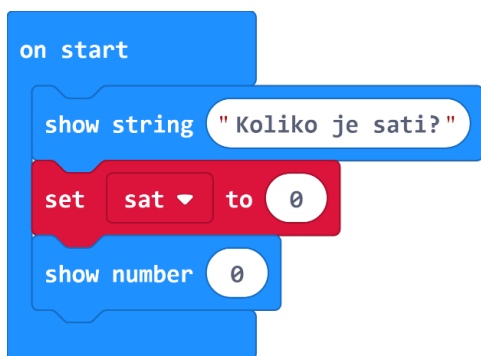 on start
show string "Koliko je sati?"
set sat to 0
show number 0